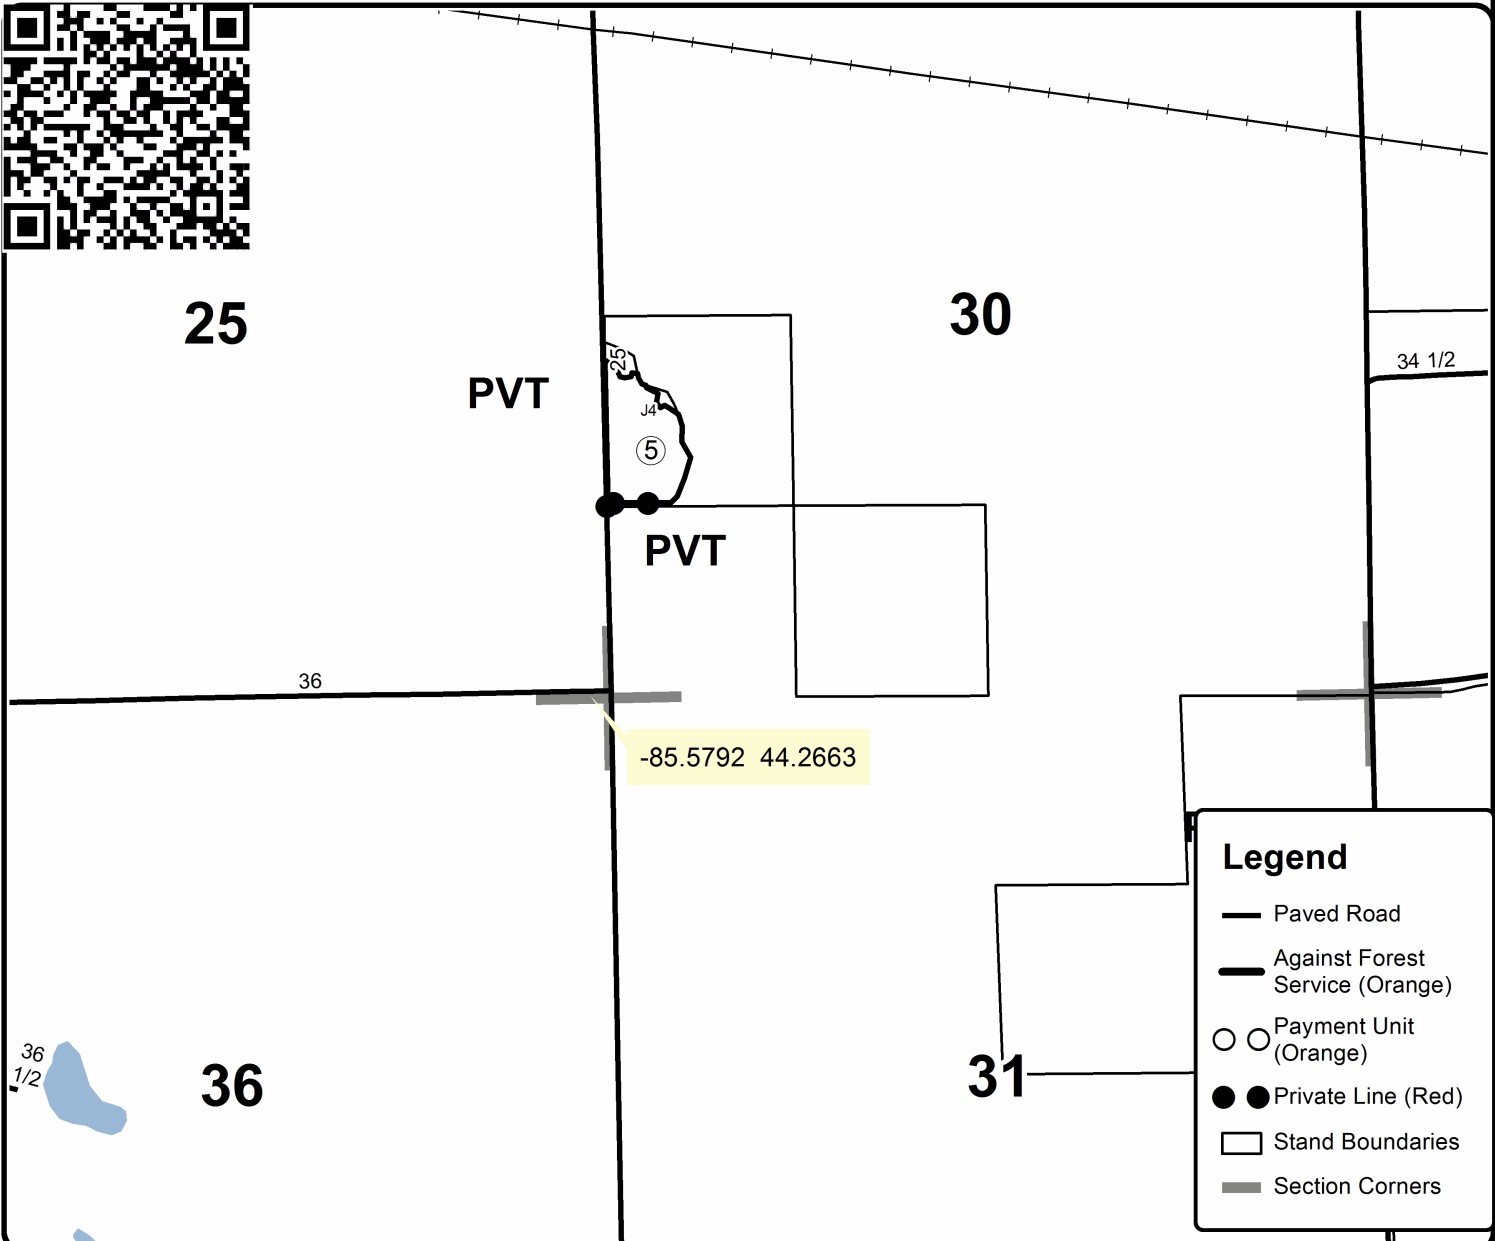 25
30
34 1/2
25
PVT
J4
5
PVT
36
-85.5792 44.2663
36
1/2
36
31
Legend
Paved Road
Against Forest
Service (Orange)
Payment Unit
(Orange)
Private Line (Red)
Stand Boundaries
Section Corners